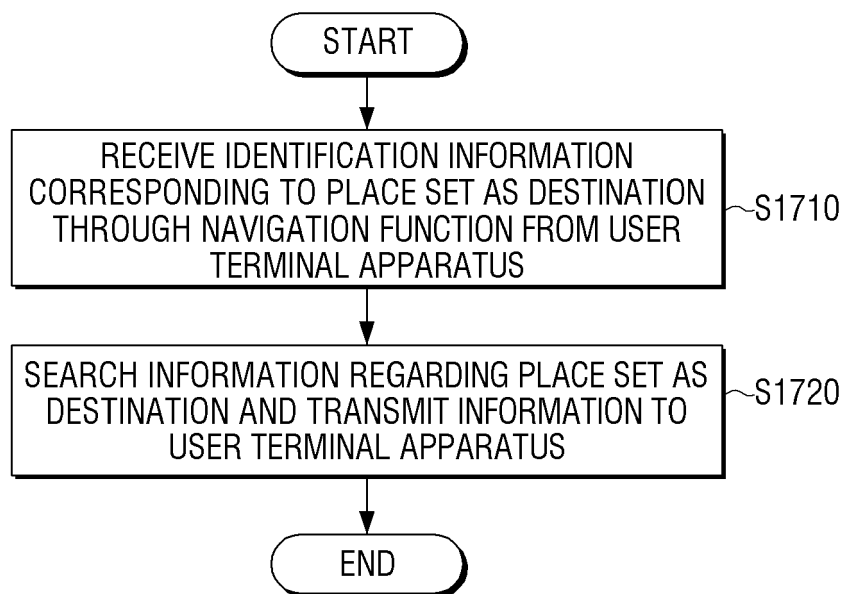 START
RECEIVE IDENTIFICATION INFORMATION
CORRESPONDING TO PLACE SET AS DESTINATION
THROUGH NAVIGATION FUNCTION FROM USER
TERMINAL APPARATUS
S1710
SEARCH INFORMATION REGARDING PLACE SET AS
DESTINATION AND TRANSMIT INFORMATION TO
USER TERMINAL APPARATUS
S1720
END